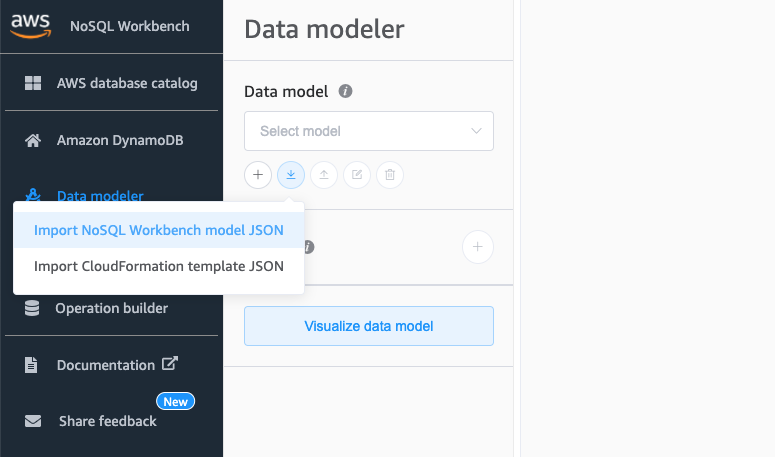 aws
NoSQL Workbench
AWS database catalog
Amazon DynamoDB
Data modeler
Import NoSQL Workbench model JSON
Import CloudFormation template JSON
Operation builder
Documentation
New
Share feedback
Data modeler
Data model
Select model
Visualize data model